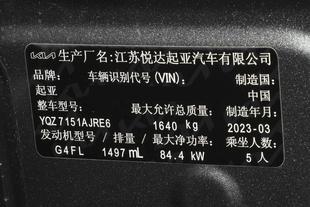 KIA 生产厂名:江苏悦达起亚汽车有限公司
品牌: 车辆识别代号(VIN): 制造国:
起亚 中国
整车型号: 最大允许总质量: 制造年月:
YQZ7151AJRE6 1640 kg 2023-03
发动机型号 / 排量 / 最大净功率: 乘坐人数:
G4FL 1497 mL 84.4 kW 5 人